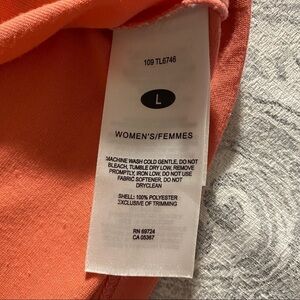 109 TL6746
L
WOMEN'S/FEMMES
MACHINE WASH COLD GENTLE, DO NOT
BLEACH, TUMBLE DRY LOW, REMOVE
PROMPTLY, IRON LOW, DO NOT USE
FABRIC SOFTENER, DO NOT
DRYCLEAN
SHELL: 100% POLYESTER
EXCLUSIVE OF TRIMMING
RN 69724
CA 05367